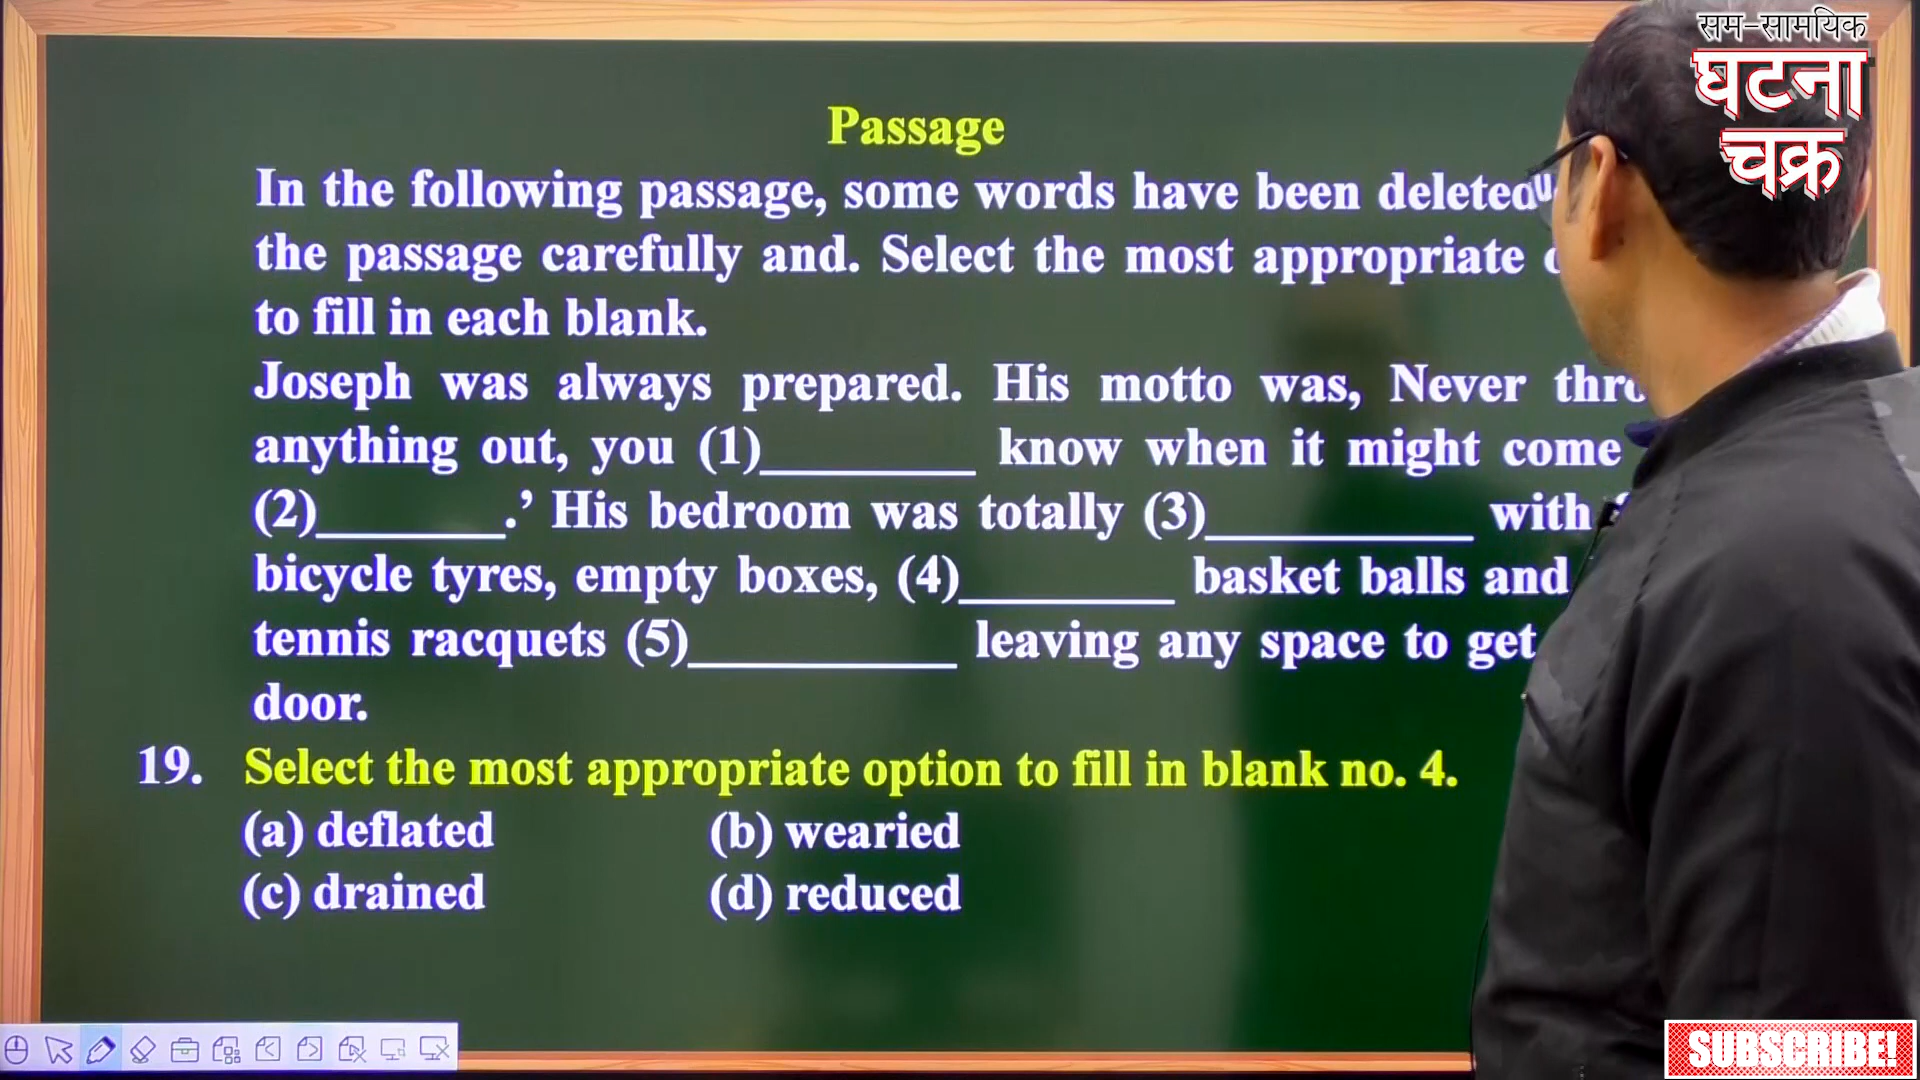 सम-सामयिक
घटना
चक्र
Passage
In the following passage, some words have been deleted
the passage carefully and. Select the most appropriate
to fill in each blank.
Joseph was always prepared. His motto was, Never
anything out, you (1)________ know when it might come
(2)_______.’ His bedroom was totally (3)__________ with
bicycle tyres, empty boxes, (4)________ basket balls and
tennis racquets (5)__________ leaving any space to get
door.
19. Select the most appropriate option to fill in blank no. 4.
(a) deflated (b) wearied
(c) drained (d) reduced
SUBSCRIBE!